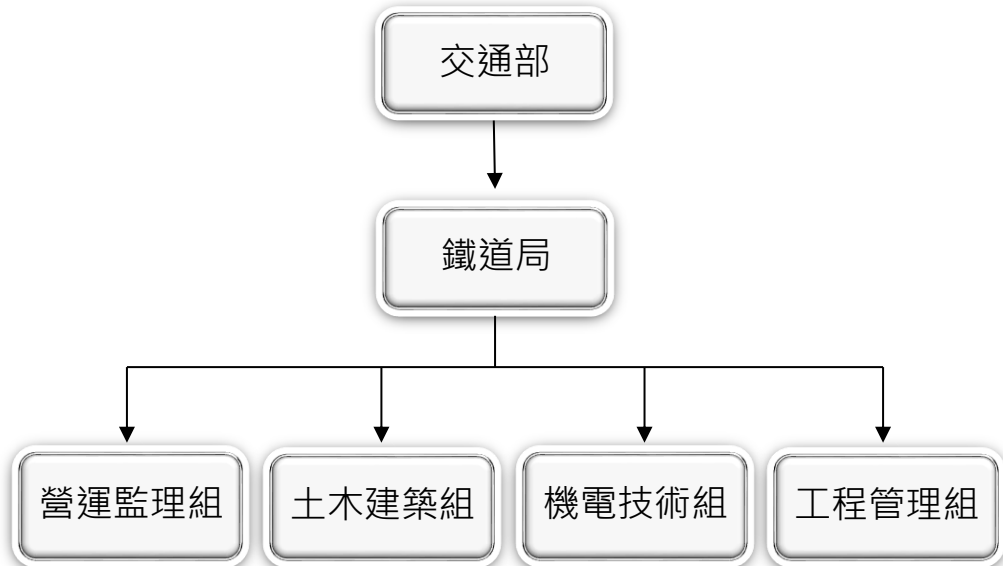 交通部
鐵道局
營運監理組
土木建築組
機電技術組
工程管理組